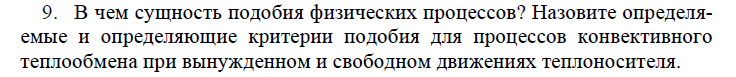 9. В чем сущность подобия физических процессов? Назовите определя-
емые и определяющие критерии подобия для процессов конвективного
теплообмена при вынужденном и свободном движениях теплоносителя.